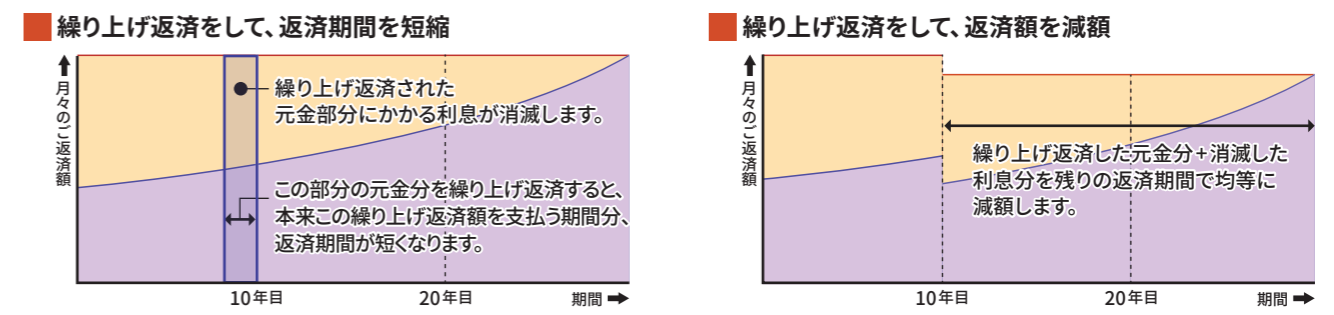 繰り上げ返済をして、返済期間を短縮
月々のご返済額
繰り上げ返済された
元金部分にかかる利息が消滅します。
この部分の元金分を繰り上げ返済すると、
本来この繰り上げ返済額を支払う期間分、
返済期間が短くなります。
10年目
20年目
期間
繰り上げ返済をして、返済額を減額
月々のご返済額
繰り上げ返済した元金分+消滅した
利息分を残りの返済期間で均等に
減額します。
10年目
20年目
期間